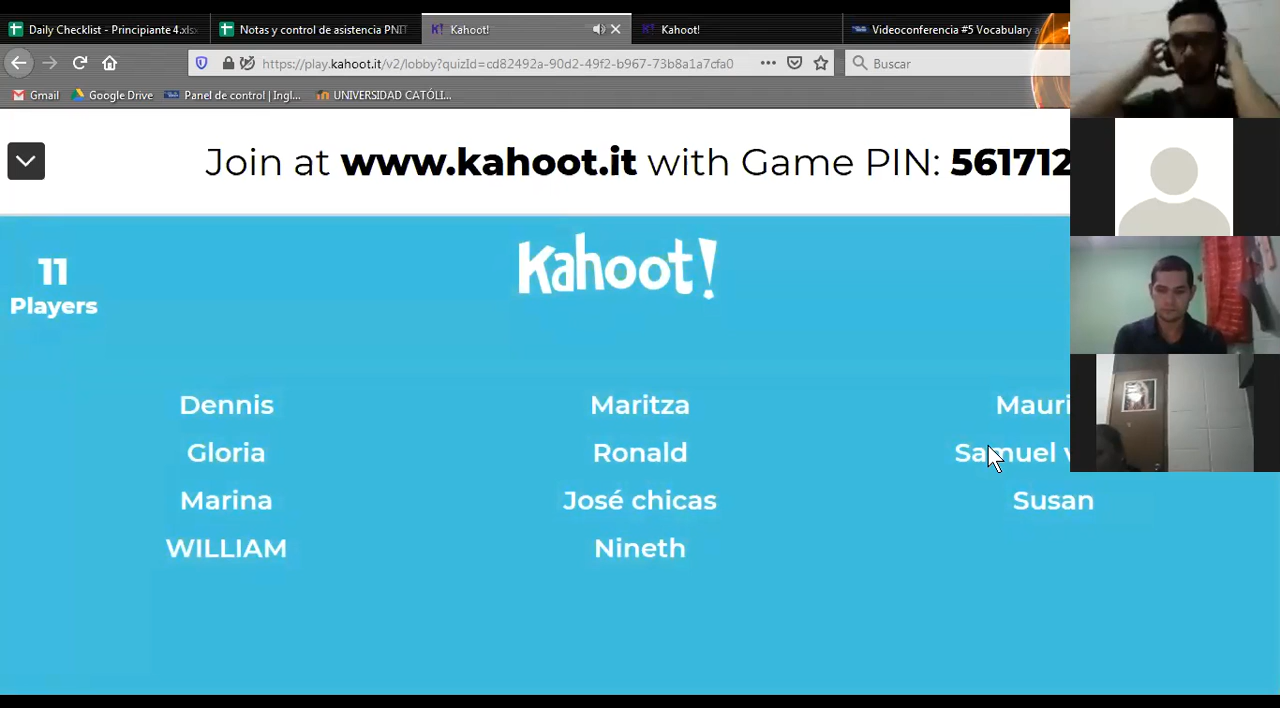 Daily Checklist - Principiante 4.xlsx
Notas y control de asistencia PNIT
Kahoot!
Kahoot!
Videoconferencia #5 Vocabulary
https://play.kahoot.it/v2/lobby?quizId=cd82492a-90d2-49f2-b967-73b8a1a7cfa0
Buscar
Gmail
Google Drive
Panel de control | Ingl...
UNIVERSIDAD CATÓLI...
Join at www.kahoot.it with Game PIN: 561712
11
Players
Kahoot!
Dennis Maritza Mauri
Gloria Ronald Samuel v
Marina José chicas Susan
WILLIAM Nineth